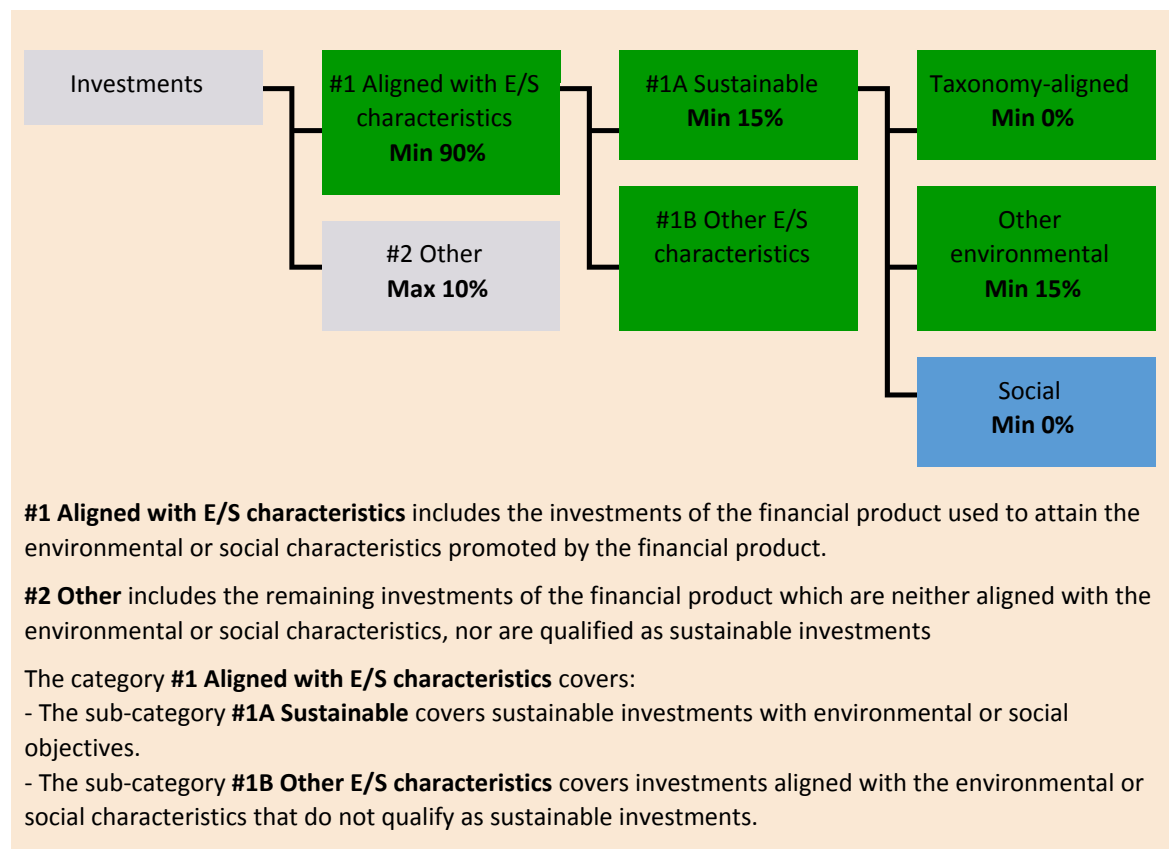 Investments
#1 Aligned with E/S
characteristics
Min 90%
#2 Other
Max 10%
#1A Sustainable
Min 15%
#1B Other E/S
characteristics
Taxonomy-aligned
Min 0%
Other
environmental
Min 15%
Social
Min 0%
#1 Aligned with E/S characteristics includes the investments of the financial product used to attain the
environmental or social characteristics promoted by the financial product.
#2 Other includes the remaining investments of the financial product which are neither aligned with the
environmental or social characteristics, nor are qualified as sustainable investments
The category #1 Aligned with E/S characteristics covers:
- The sub-category #1A Sustainable covers sustainable investments with environmental or social
objectives.
- The sub-category #1B Other E/S characteristics covers investments aligned with the environmental or
social characteristics that do not qualify as sustainable investments.